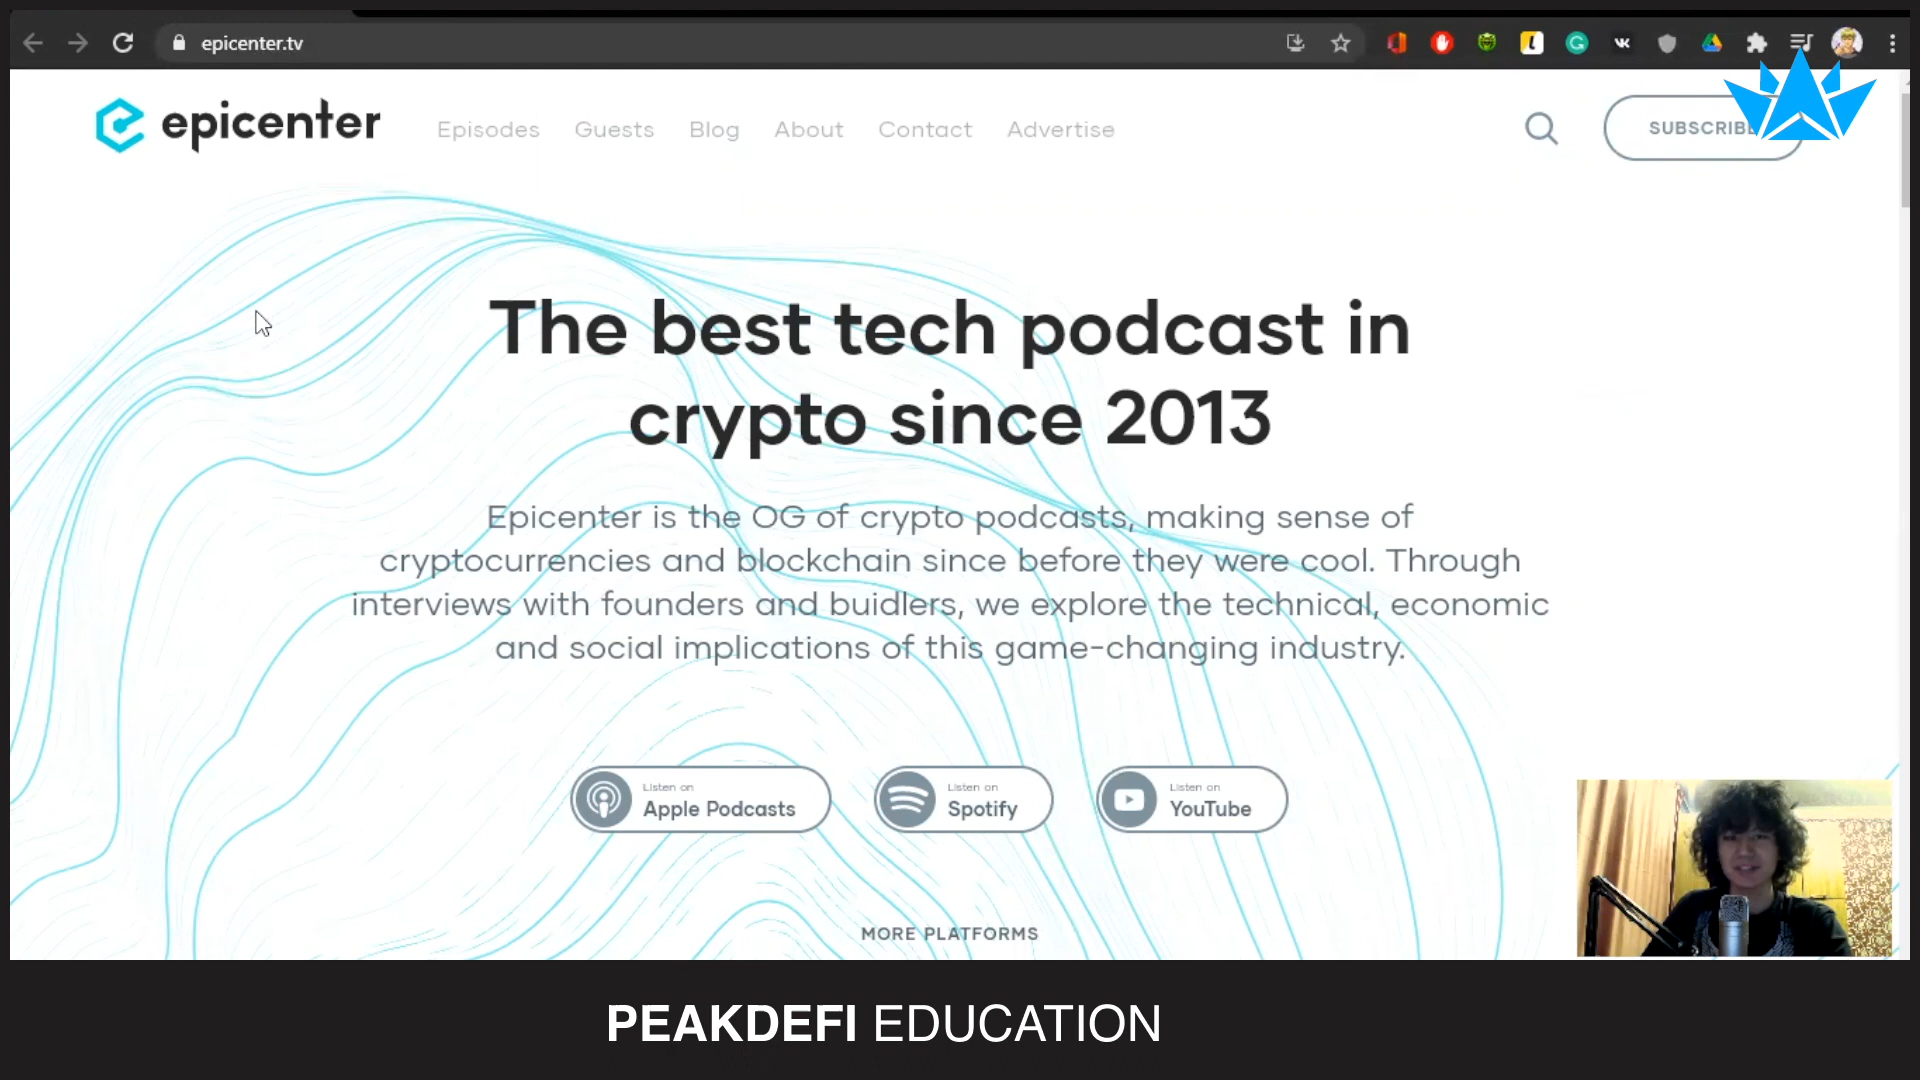 epicenter.tv
epicenter
Episodes Guests Blog About Contact Advertise
SUBSCRIBE
The best tech podcast in
crypto since 2013
Epicenter is the OG of crypto podcasts, making sense of
cryptocurrencies and blockchain since before they were cool. Through
interviews with founders and buidlers, we explore the technical, economic
and social implications of this game-changing industry.
Listen on
Apple Podcasts
Listen on
Spotify
Listen on
YouTube
MORE PLATFORMS
PEAKDEFI EDUCATION